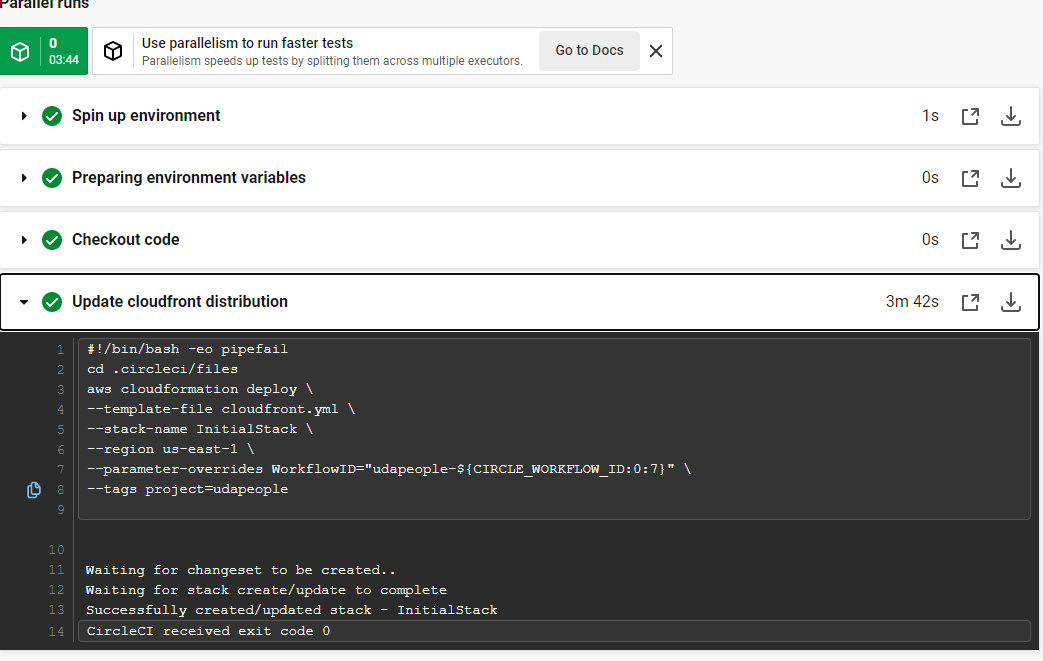 Parallel runs
0
03:44
Use parallelism to run faster tests
Parallelism speeds up tests by splitting them across multiple executors.
Go to Docs
Spin up environment
1s
Preparing environment variables
0s
Checkout code
0s
Update cloudfront distribution
3m 42s
1 #!/bin/bash -eo pipefail
2 cd .circleci/files
3 aws cloudformation deploy \
4 --template-file cloudfront.yml \
5 --stack-name InitialStack \
6 --region us-east-1 \
7 --parameter-overrides WorkflowID="udapeople-${CIRCLE_WORKFLOW_ID:0:7}" \
8 --tags project=udapeople
9
10
11 Waiting for changeset to be created..
12 Waiting for stack create/update to complete
13 Successfully created/updated stack - InitialStack
14 CircleCI received exit code 0